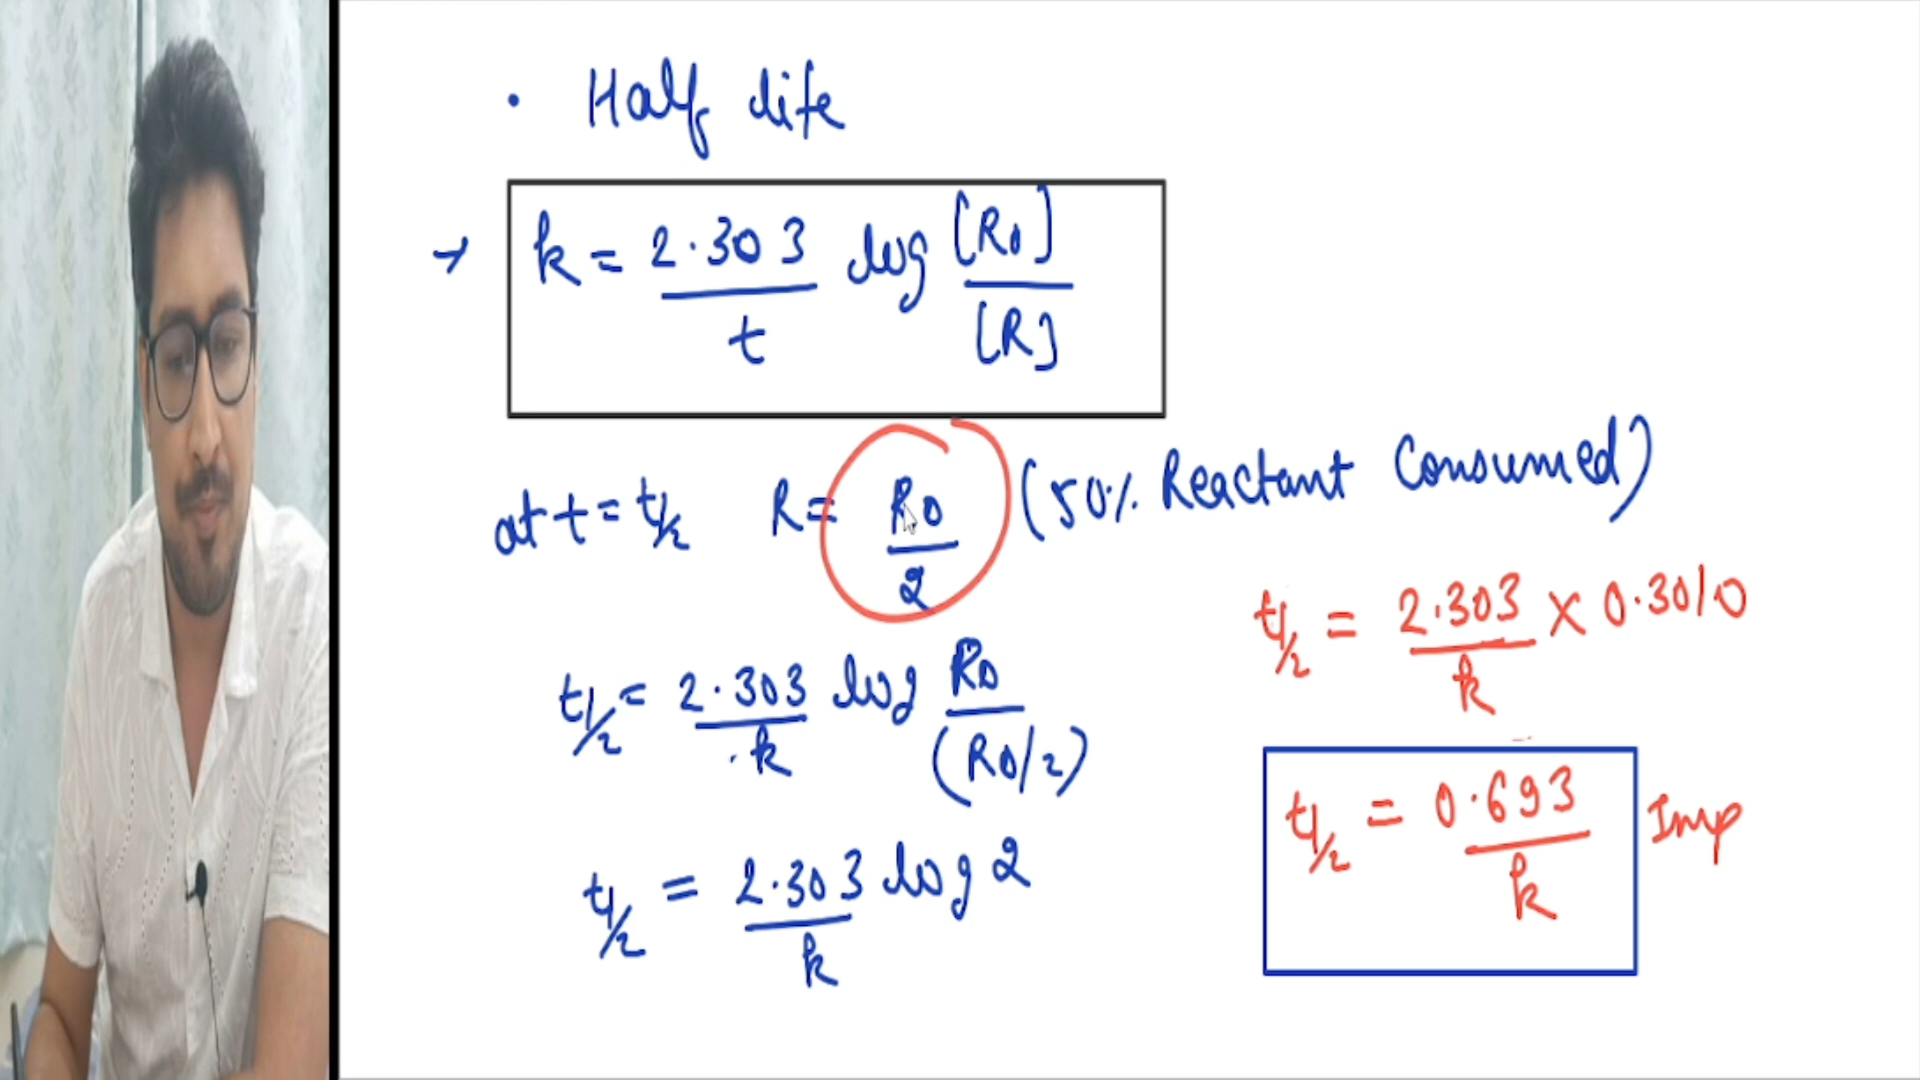 • Half life
→ k = 2.303/t log [R0]/[R]
at t = t1/2 R = R0/2 (50% Reactant Consumed)
t1/2 = 2.303/k log R0/(R0/2)
t1/2 = 2.303/k log 2
t1/2 = 2.303/k × 0.3010
t1/2 = 0.693/k Imp